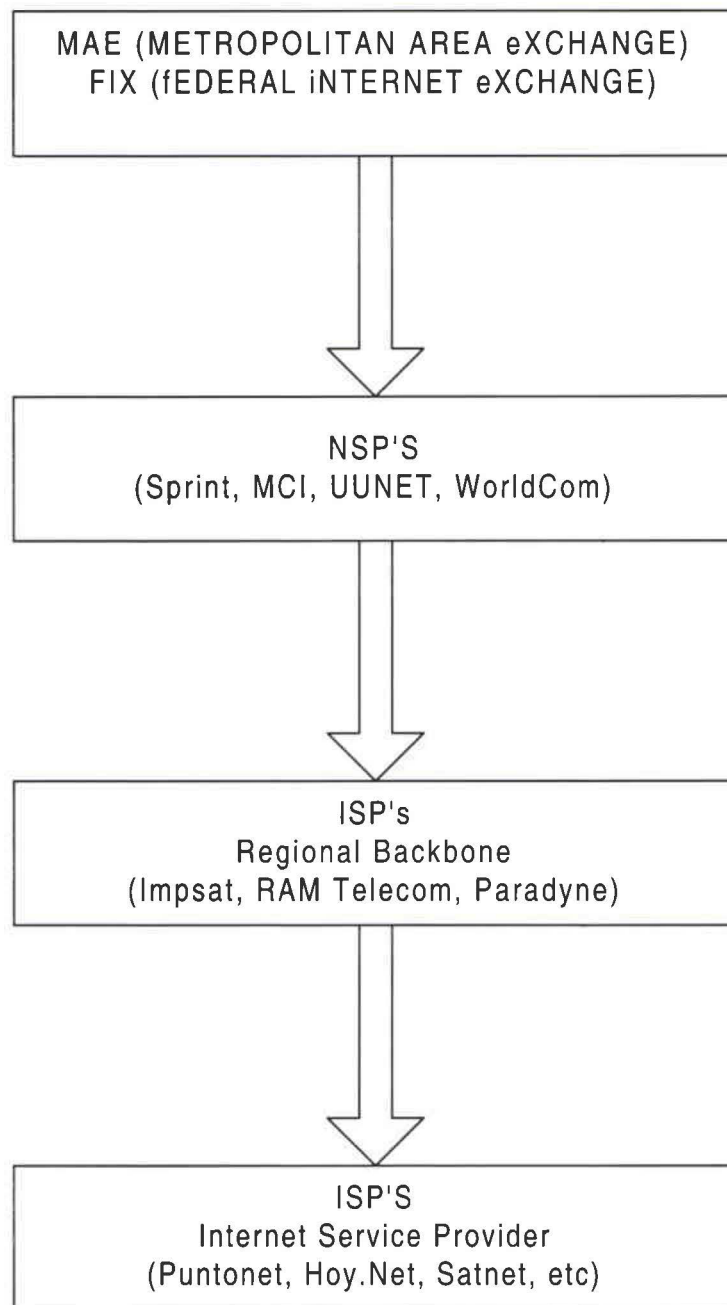 MAE (METROPOLITAN AREA eXCHANGE)
FIX (fEDERAL iNTERNET eXCHANGE)
NSP'S
(Sprint, MCI, UUNET, WorldCom)
ISP's
Regional Backbone
(Impsat, RAM Telecom, Paradyne)
ISP'S
Internet Service Provider
(Puntonet, Hoy.Net, Satnet, etc)